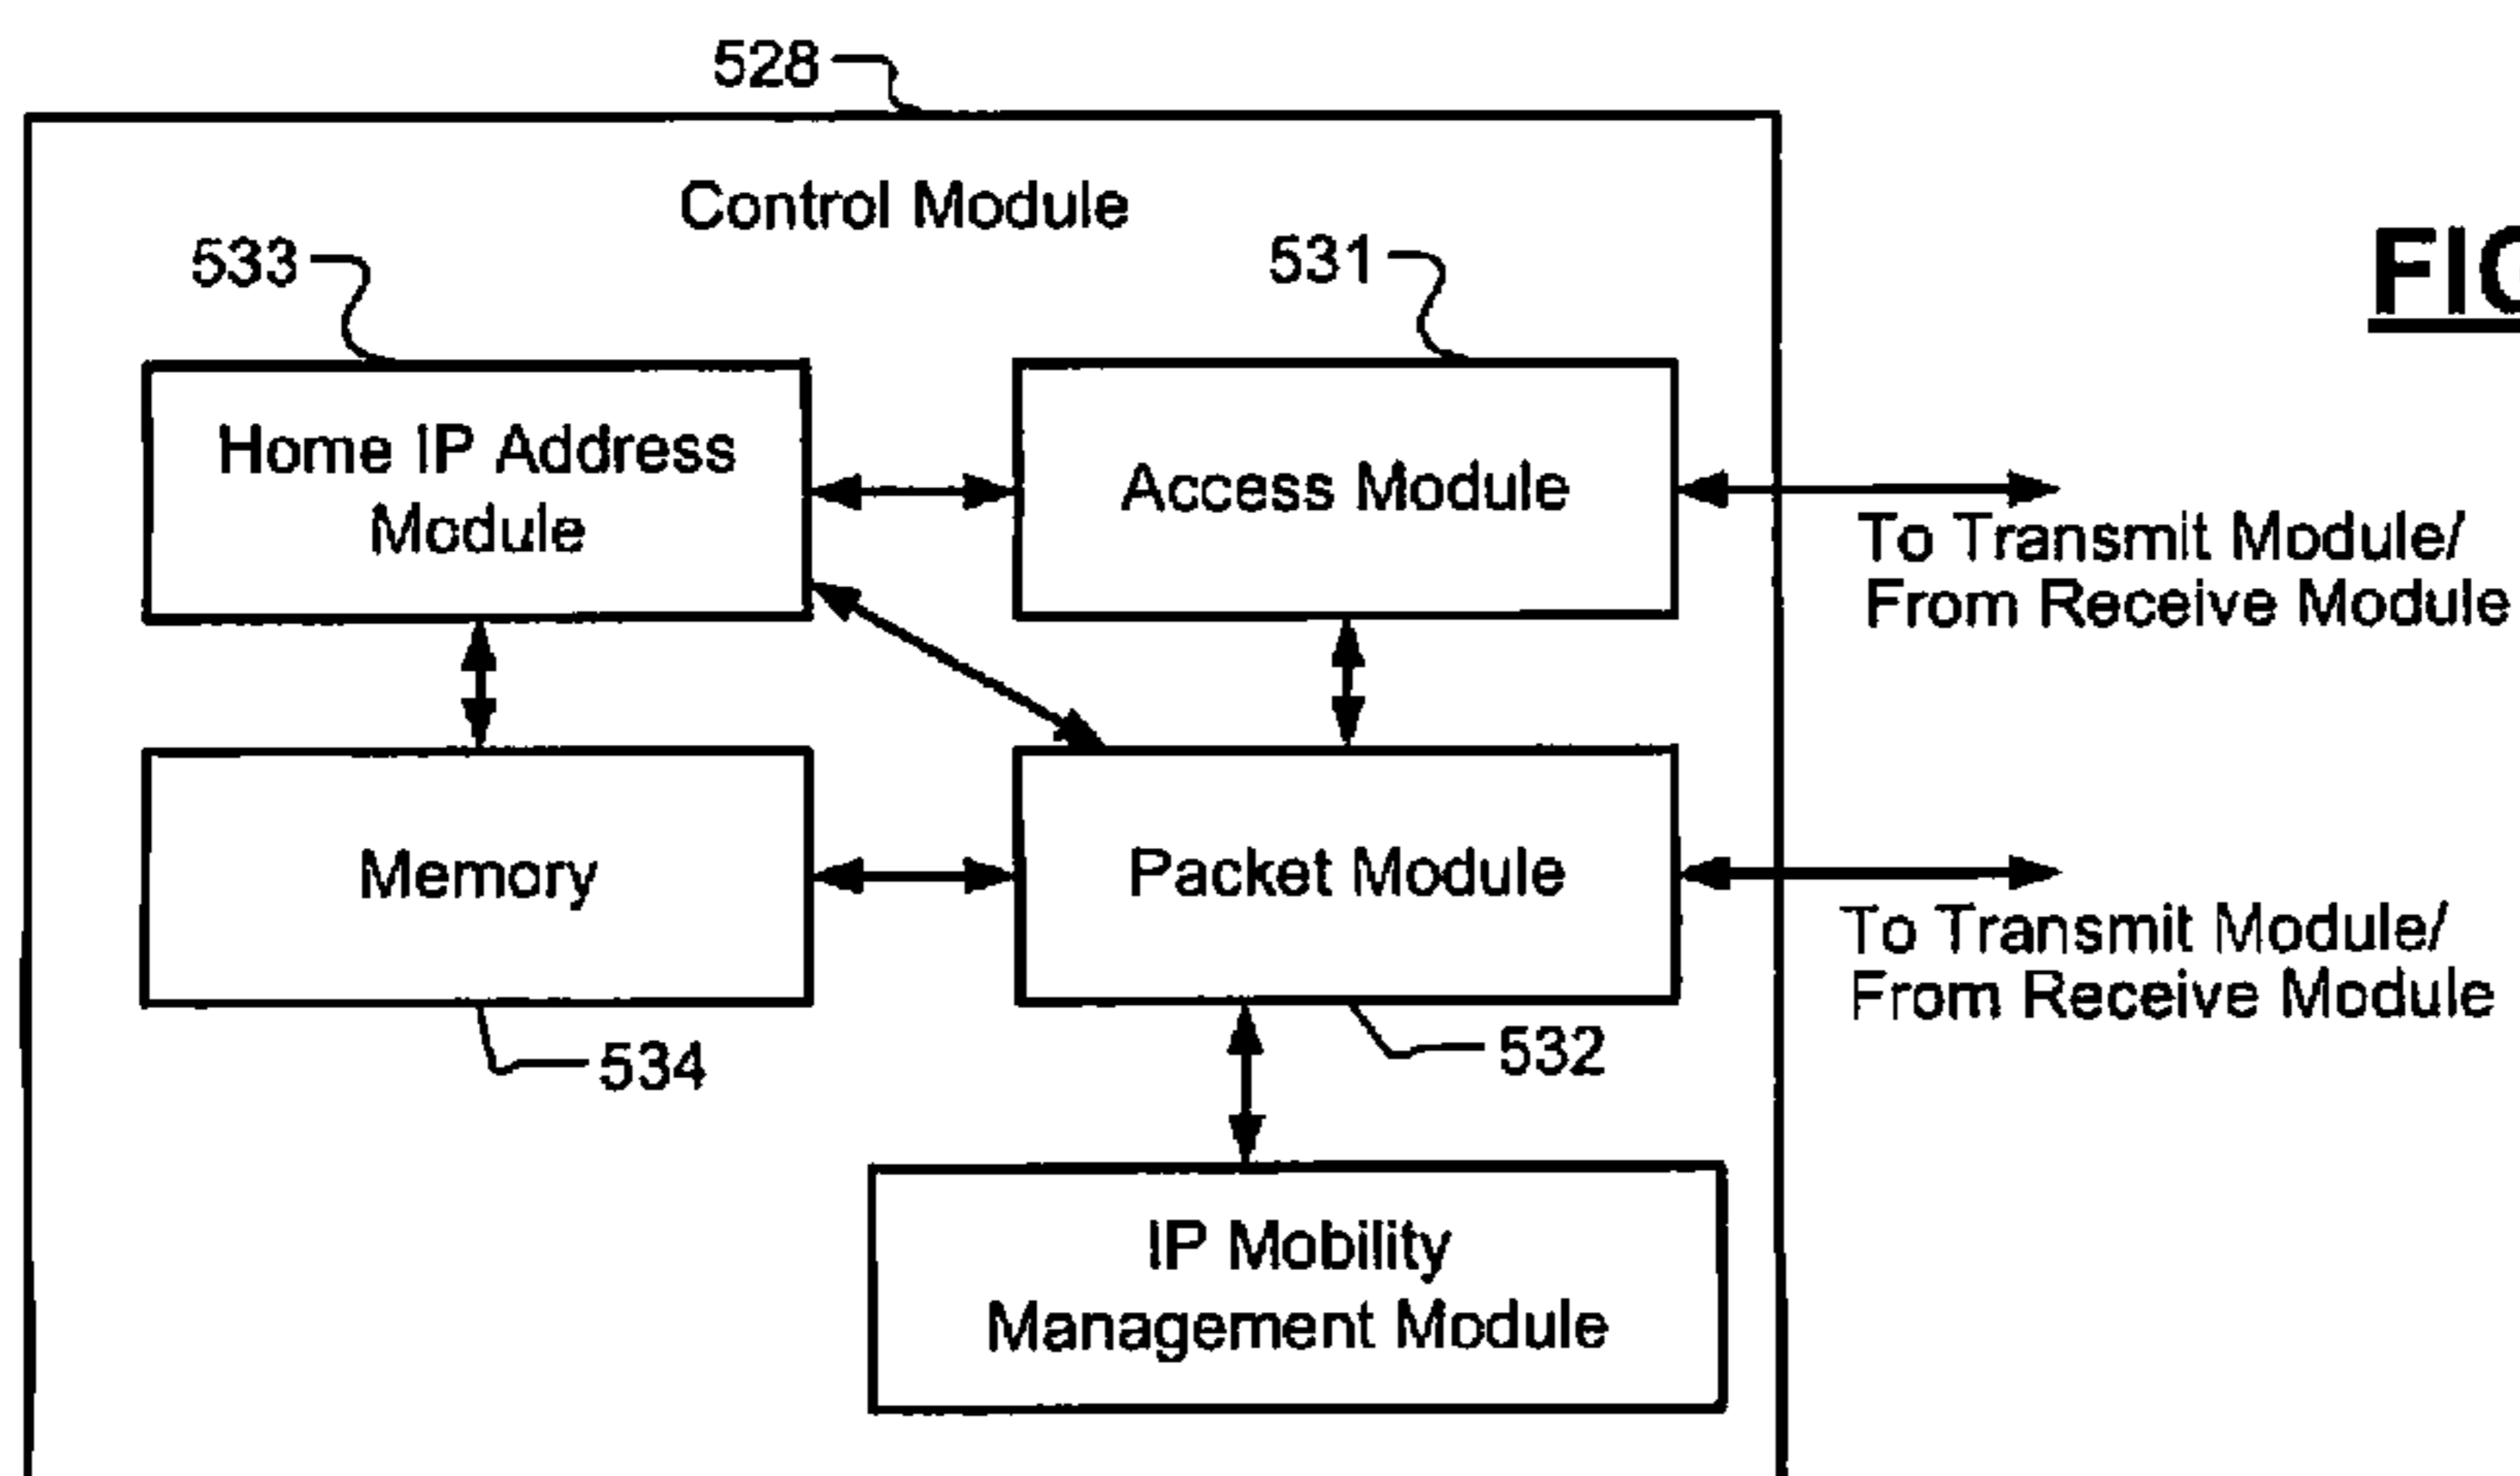 528
Control Module
533
531
Home IP Address
Module
Access Module
To Transmit Module/
From Receive Module
Memory
Packet Module
To Transmit Module/
From Receive Module
534
532
IP Mobility
Management Module